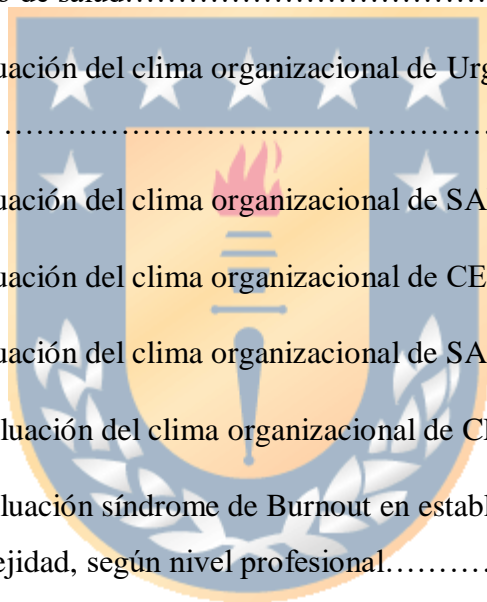 de salud……………………………………
uación del clima organizacional de Urg
……………………………………………………
uación del clima organizacional de SA
uación del clima organizacional de CE
uación del clima organizacional de SA
luación del clima organizacional de
luación síndrome de Burnout en establ
ejidad, según nivel profesional…………